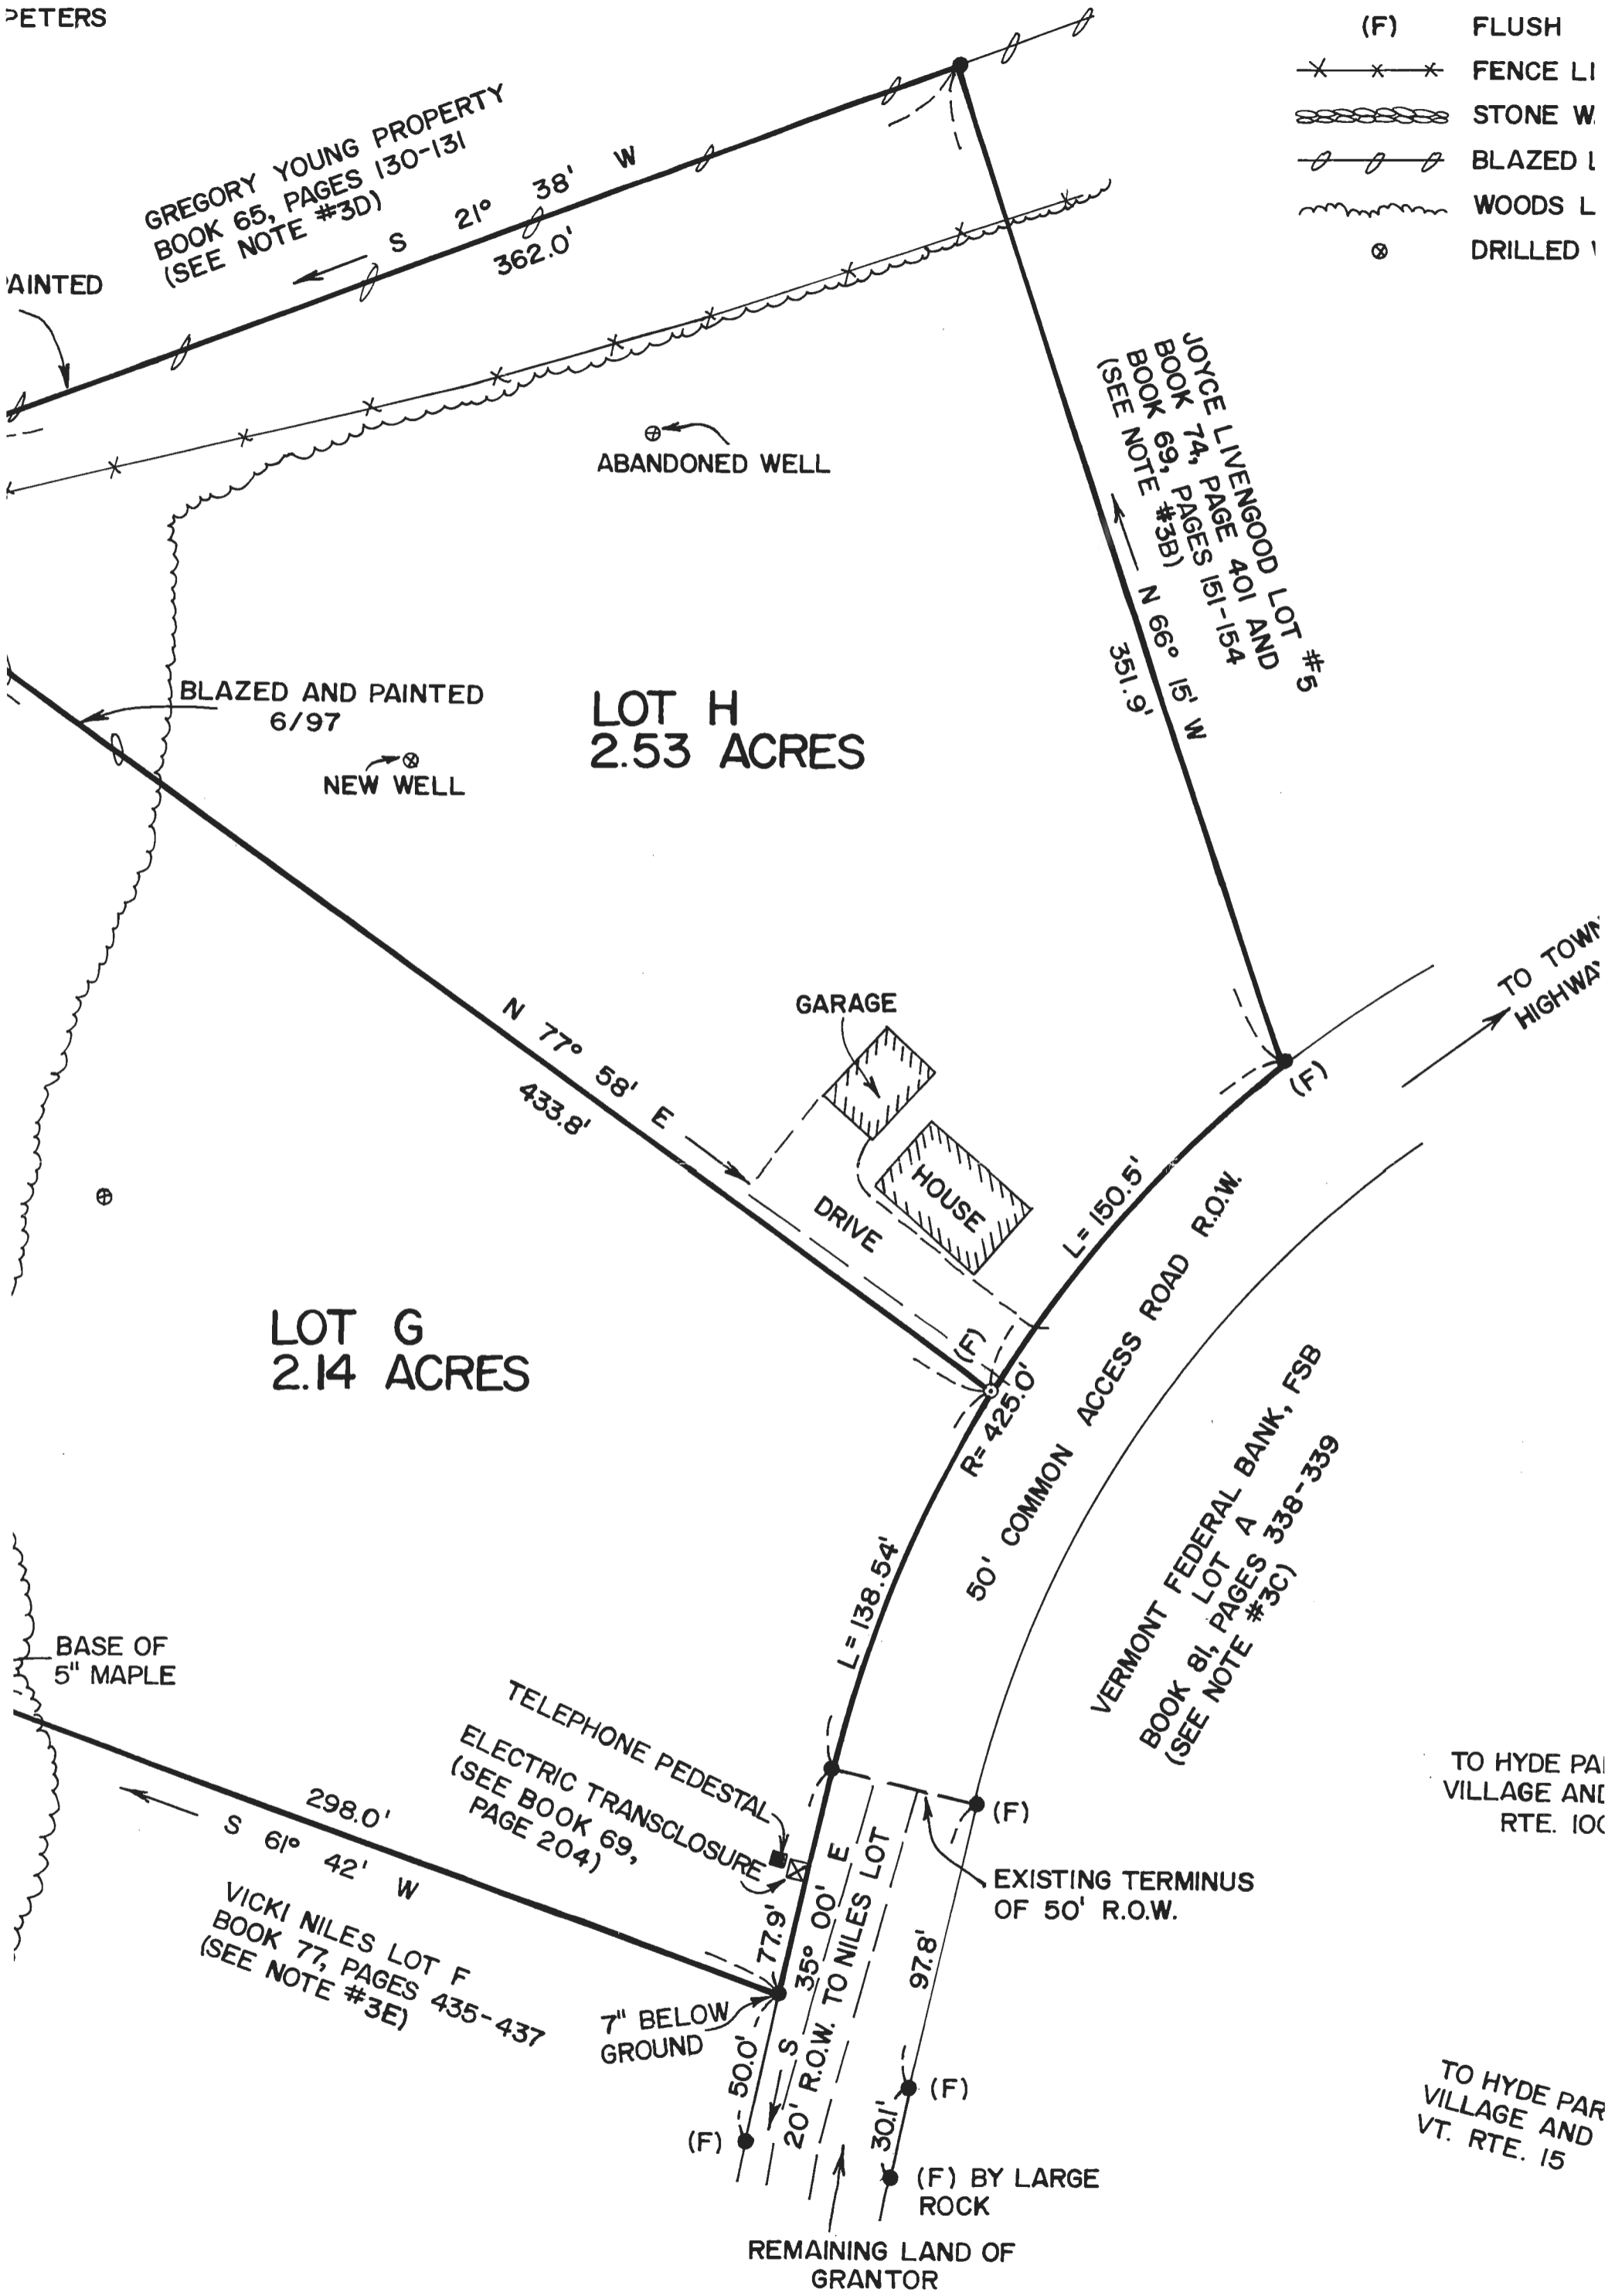 PETERS
(F) FLUSH
FENCE LI
STONE W
BLAZED L
WOODS L
DRILLED
GREGORY YOUNG PROPERTY
BOOK 65, PAGES 130-131
(SEE NOTE #3D)
S 21° 38' W
362.0'
AINTED
ABANDONED WELL
JOYCE LIVENGOOD LOT #5
BOOK 74, PAGE 401 AND
BOOK 69, PAGES 151-154
(SEE NOTE #3B)
N 66° 15' W
351.9'
BLAZED AND PAINTED
6/97
NEW WELL
LOT H
2.53 ACRES
TO TOWN
HIGHWAY
N 77° 58' E
433.8'
GARAGE
HOUSE
DRIVE
(F)
L= 150.5'
(F)
R= 425.0'
50' COMMON ACCESS ROAD R.O.W.
LOT G
2.14 ACRES
VERMONT FEDERAL BANK, FSB
LOT A
BOOK 81, PAGES 338-339
(SEE NOTE #3C)
L= 138.54'
BASE OF
5" MAPLE
TELEPHONE PEDESTAL
ELECTRIC TRANSCLOSURE
(SEE BOOK 69,
PAGE 204)
298.0'
S 61° 42' W
VICKI NILES LOT F
BOOK 77, PAGES 435-437
(SEE NOTE #3E)
(F)
EXISTING TERMINUS
OF 50' R.O.W.
TO HYDE PA
VILLAGE AND
RTE. 100
77.9'
S 35° 00' E
20' R.O.W. TO NILES LOT
97.8'
7" BELOW
GROUND
50.0'
(F)
(F)
30.1'
(F) BY LARGE
ROCK
REMAINING LAND OF
GRANTOR
TO HYDE PAR
VILLAGE AND
VT. RTE. 15